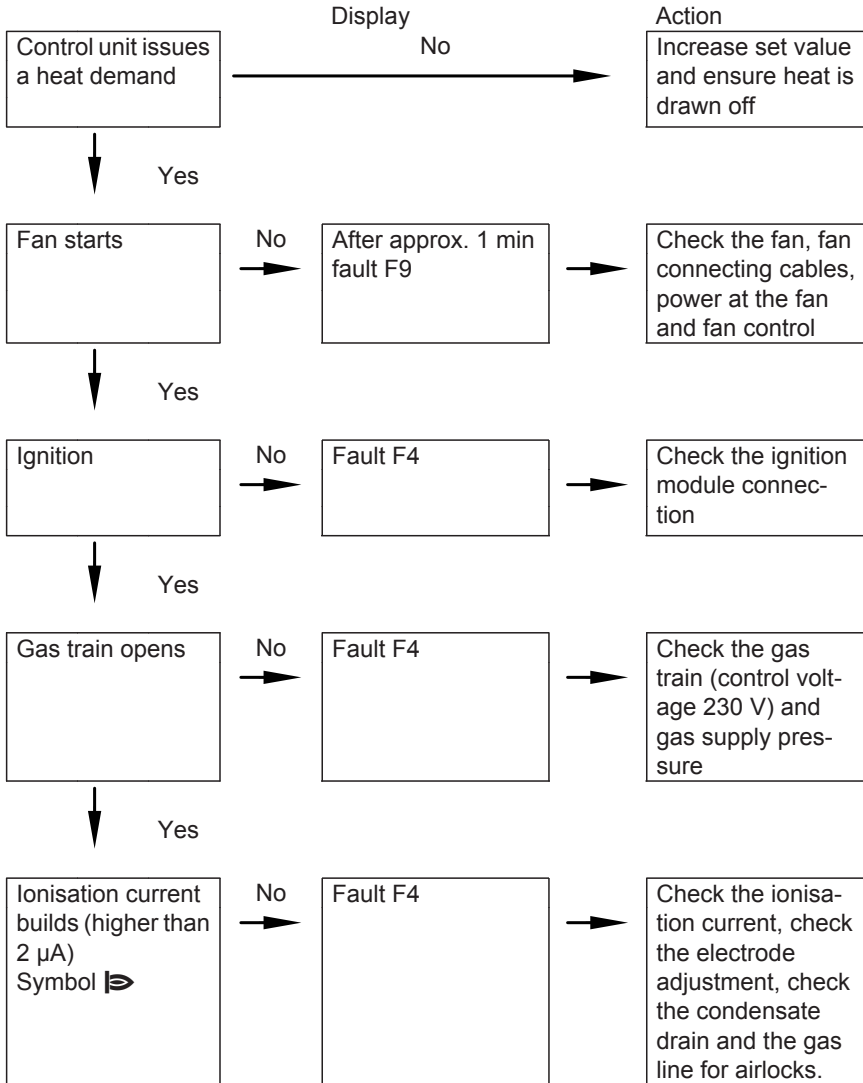 Display
Action
Control unit issues
a heat demand
No
Increase set value
and ensure heat is
drawn off
Yes
Fan starts
No
After approx. 1 min
fault F9
Check the fan, fan
connecting cables,
power at the fan
and fan control
Yes
Ignition
No
Fault F4
Check the ignition
module connec-
tion
Yes
Gas train opens
No
Fault F4
Check the gas
train (control volt-
age 230 V) and
gas supply pres-
sure
Yes
Ionisation current
builds (higher than
2 µA)
Symbol
No
Fault F4
Check the ionisa-
tion current, check
the electrode
adjustment, check
the condensate
drain and the gas
line for airlocks.